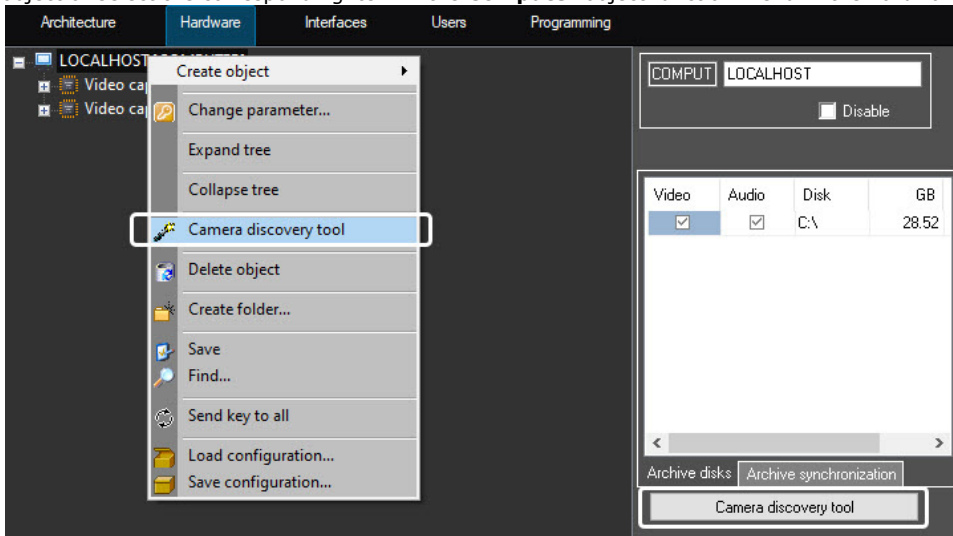 Architecture Hardware Interfaces Users Programming
LOCALHOST
Video
Video
Create object
Change parameter...
Expand tree
Collapse tree
Camera discovery tool
Delete object
Create folder...
Save
Find...
Send key to all
Load configuration...
Save configuration...
COMPUT LOCALHOST
Disable
Video Audio Disk GB
C:\ 28.52
Archive disks Archive synchronization
Camera discovery tool